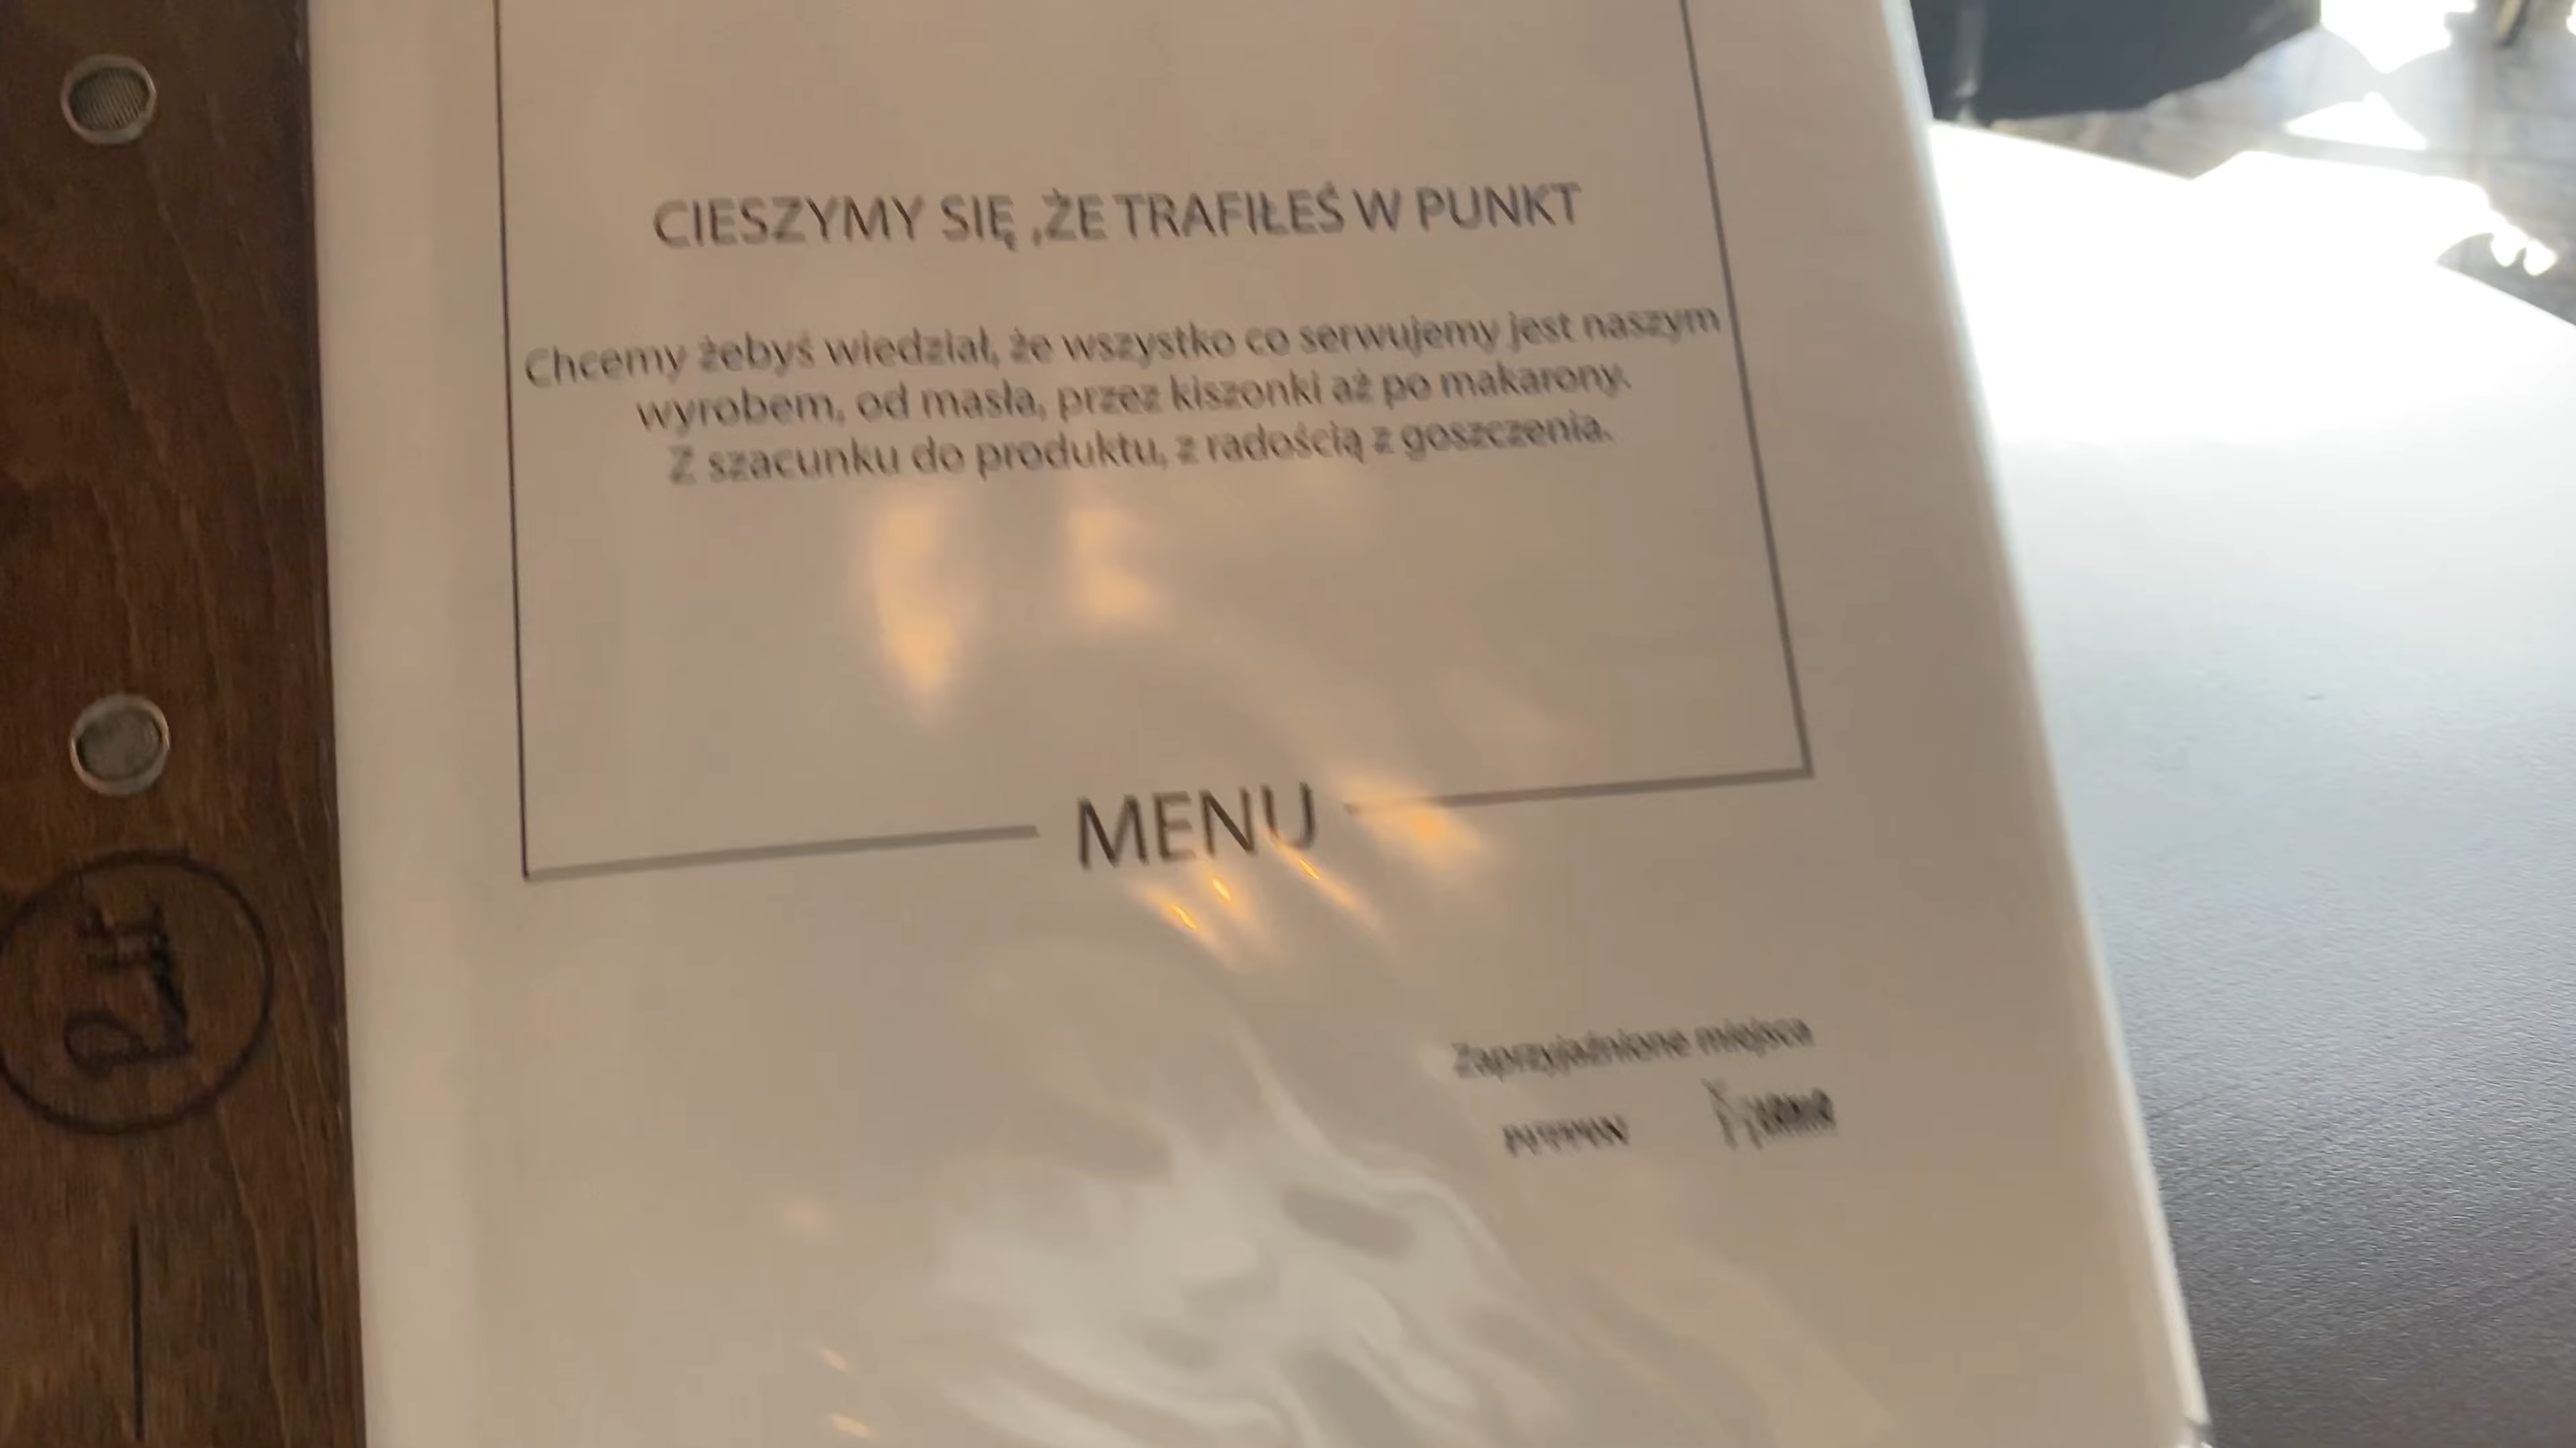 CIESZYMY SIĘ ,ŻE TRAFIŁEŚ W PUNKT
Chcemy żebyś wiedział, że wszystko co serwujemy jest naszym
wyrobem, od masła, przez kiszonki aż po makarony.
Z szacunku do produktu, z radością z goszczenia.
MENU
Zaprzyjaźnione miejsca